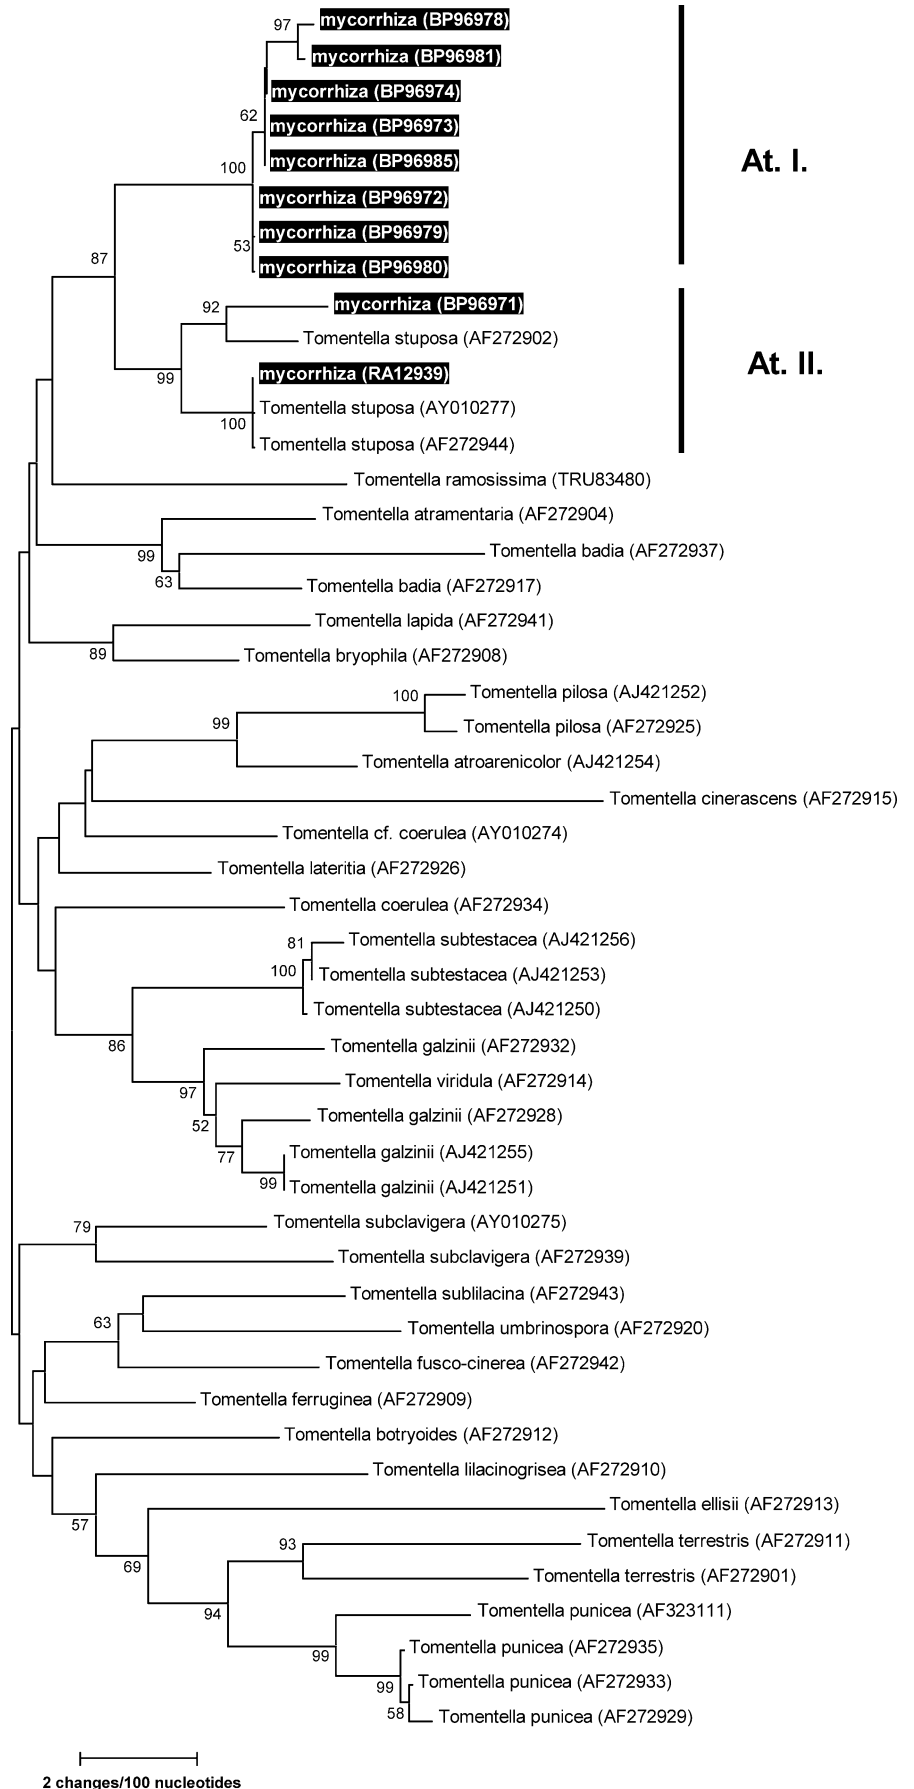 97
mycorrhiza (BP96978)
mycorrhiza (BP96981)
mycorrhiza (BP96974)
62
mycorrhiza (BP96973)
mycorrhiza (BP96985)
At. I.
100
mycorrhiza (BP96972)
mycorrhiza (BP96979)
53
mycorrhiza (BP96980)
87
mycorrhiza (BP96971)
92
Tomentella stuposa (AF272902)
At. II.
mycorrhiza (RA12939)
99
Tomentella stuposa (AY010277)
100
Tomentella stuposa (AF272944)
Tomentella ramosissima (TRU83480)
Tomentella atramentaria (AF272904)
Tomentella badia (AF272937)
99
63
Tomentella badia (AF272917)
Tomentella lapida (AF272941)
89
Tomentella bryophila (AF272908)
Tomentella pilosa (AJ421252)
100
99
Tomentella pilosa (AF272925)
Tomentella atroarenicolor (AJ421254)
Tomentella cinerascens (AF272915)
Tomentella cf. coerulea (AY010274)
Tomentella lateritia (AF272926)
Tomentella coerulea (AF272934)
81
Tomentella subtestacea (AJ421256)
100
Tomentella subtestacea (AJ421253)
Tomentella subtestacea (AJ421250)
86
Tomentella galzinii (AF272932)
Tomentella viridula (AF272914)
97
Tomentella galzinii (AF272928)
52
Tomentella galzinii (AJ421255)
77
99
Tomentella galzinii (AJ421251)
79
Tomentella subclavigera (AY010275)
Tomentella subclavigera (AF272939)
Tomentella sublilacina (AF272943)
63
Tomentella umbrinospora (AF272920)
Tomentella fusco-cinerea (AF272942)
Tomentella ferruginea (AF272909)
Tomentella botryoides (AF272912)
Tomentella lilacinogrisea (AF272910)
57
Tomentella ellisii (AF272913)
93
Tomentella terrestris (AF272911)
69
Tomentella terrestris (AF272901)
94
Tomentella punicea (AF323111)
99
Tomentella punicea (AF272935)
99
Tomentella punicea (AF272933)
58
Tomentella punicea (AF272929)
2 changes/100 nucleotides